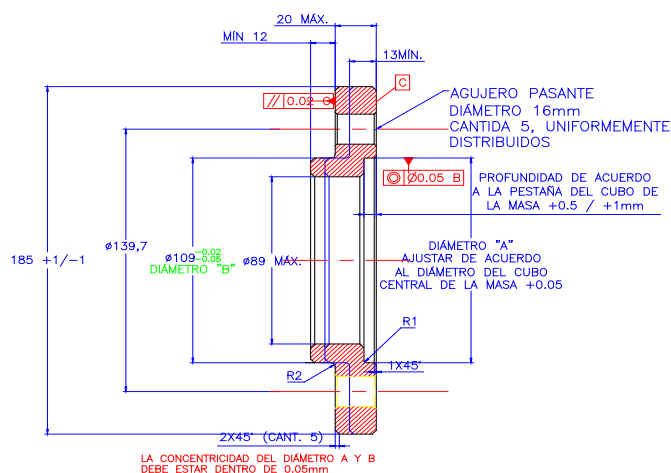 20 MÁX.
MÍN 12
13MÍN.
C
// 0.02 C
AGUJERO PASANTE
DIÁMETRO 16mm
CANTIDA 5, UNIFORMEMENTE
DISTRIBUIDOS
◎ Ø0.05 B
PROFUNDIDAD DE ACUERDO
A LA PESTAÑA DEL CUBO DE
LA MASA +0.5 / +1mm
185 +1/-1
ø139,7
ø109 -0.02
-0.05
DIÁMETRO "B"
ø89 MÁX.
DIÁMETRO "A"
AJUSTAR DE ACUERDO
AL DIÁMETRO DEL CUBO
CENTRAL DE LA MASA +0.05
R1
1X45°
R2
2X45° (CANT. 5)
LA CONCENTRICIDAD DEL DIÁMETRO A Y B
DEBE ESTAR DENTRO DE 0.05mm